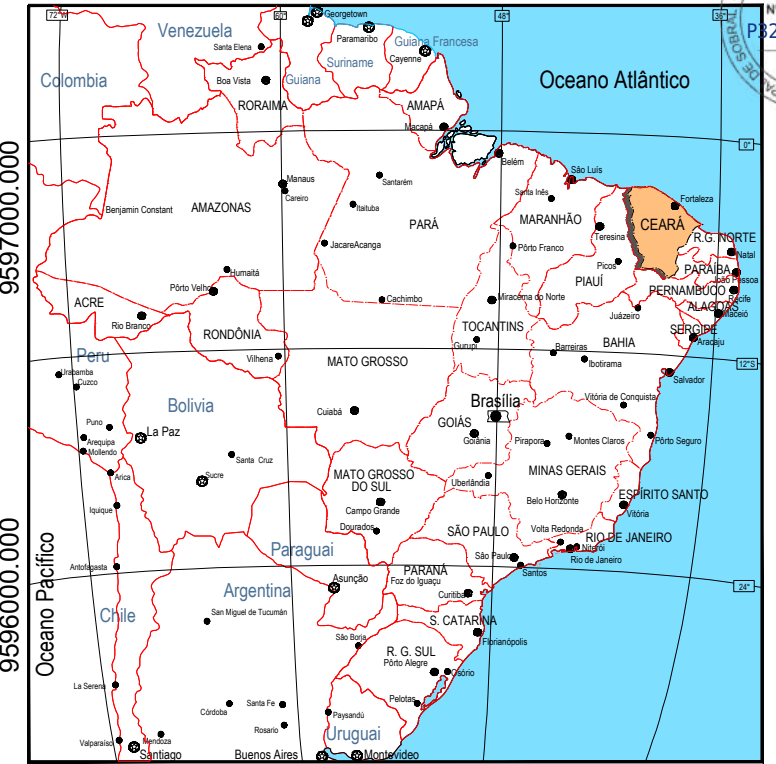 72°W
60°
48°
36°
Georgetown
Venezuela
Paramaribo
Guiana Francesa
Santa Elena
Suriname
Cayenne
P32
DE SOBRAL
Colombia
Boa Vista
Guiana
Oceano Atlântico
RORAIMA
AMAPÁ
Macapá
0°
9597000.000
Belém
São Luís
Manaus
Santarém
Careiro
Santa Inês
Fortaleza
Benjamin Constant
AMAZONAS
Itaituba
PARÁ
MARANHÃO
CEARÁ
JacareAcanga
Pôrto Franco
Teresina
R.G. NORTE
Natal
Humaitá
Picos
PARAÍBA
João Pessoa
Pôrto Velho
PIAUÍ
PERNAMBUCO
Recife
ACRE
Cachimbo
Miracema do Norte
ALAGOAS
Maceió
Rio Branco
Juázeiro
RONDÔNIA
TOCANTINS
SERGIPE
Aracaju
Gurupi
BAHIA
Peru
Vilhena
MATO GROSSO
Barreiras
Ibotirama
12°S
Urabamba
Cuzco
Salvador
Bolivia
Brasília
Vitória de Conquista
Cuiabá
GOIÁS
Puno
La Paz
Goiânia
Pirapora
Montes Claros
Pôrto Seguro
Arequipa
Mollendo
Santa Cruz
MINAS GERAIS
Arica
Sucre
MATO GROSSO
DO SUL
Uberlândia
Belo Horizonte
ESPÍRITO SANTO
Iquique
Campo Grande
Vitória
Dourados
SÃO PAULO
Volta Redonda
RIO DE JANEIRO
Niterói
Paraguai
São Paulo
Rio de Janeiro
9596000.000
Oceano Pacífico
Antofagasta
PARANÁ
Santos
Asunção
Foz do Iguaçu
24°
Argentina
Curitiba
San Miguel de Tucumán
Chile
S. CATARINA
São Borja
Florianópolis
R. G. SUL
Pôrto Alegre
Osório
La Serena
Córdoba
Santa Fe
Pelotas
Paysandú
Rosario
Uruguai
Valparaíso
Mendoza
Santiago
Buenos Aires
Montevideo